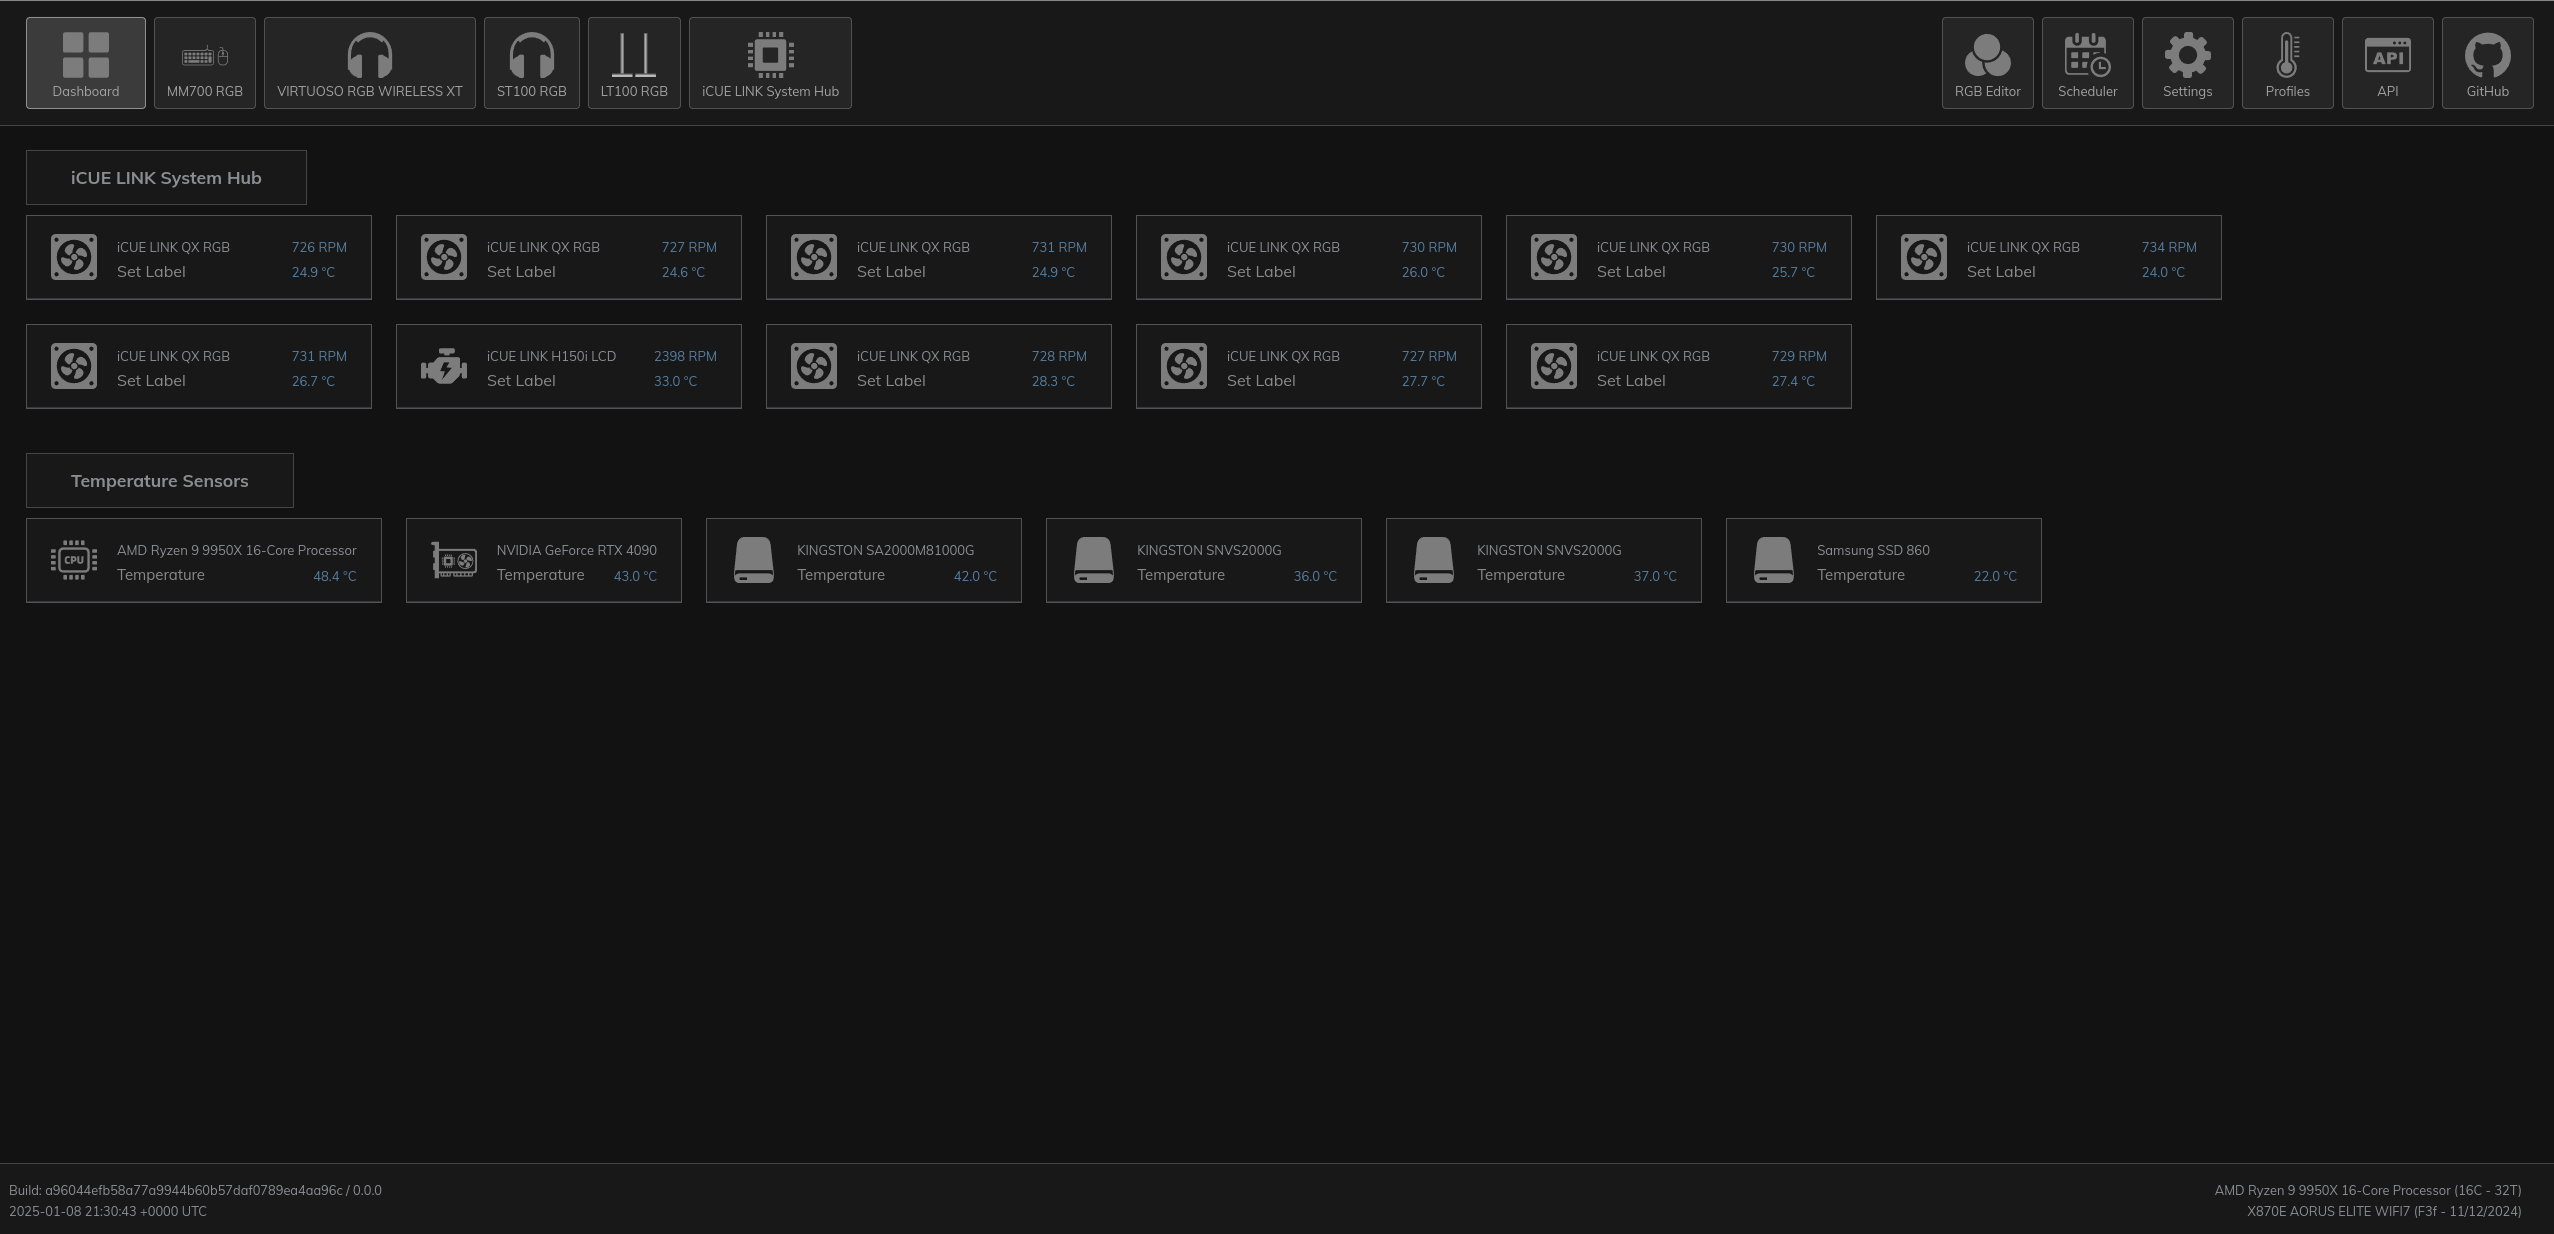 Dashboard
MM700 RGB
VIRTUOSO RGB WIRELESS XT
ST100 RGB
LT100 RGB
iCUE LINK System Hub
RGB Editor
Scheduler
Settings
Profiles
API
API
GitHub
iCUE LINK System Hub
iCUE LINK QX RGB 726 RPM
Set Label 24.9 °C
iCUE LINK QX RGB 727 RPM
Set Label 24.6 °C
iCUE LINK QX RGB 731 RPM
Set Label 24.9 °C
iCUE LINK QX RGB 730 RPM
Set Label 26.0 °C
iCUE LINK QX RGB 730 RPM
Set Label 25.7 °C
iCUE LINK QX RGB 734 RPM
Set Label 24.0 °C
iCUE LINK QX RGB 731 RPM
Set Label 26.7 °C
iCUE LINK H150i LCD 2398 RPM
Set Label 33.0 °C
iCUE LINK QX RGB 728 RPM
Set Label 28.3 °C
iCUE LINK QX RGB 727 RPM
Set Label 27.7 °C
iCUE LINK QX RGB 729 RPM
Set Label 27.4 °C
Temperature Sensors
CPU
AMD Ryzen 9 9950X 16-Core Processor
Temperature 48.4 °C
NVIDIA GeForce RTX 4090
Temperature 43.0 °C
KINGSTON SA2000M81000G
Temperature 42.0 °C
KINGSTON SNVS2000G
Temperature 36.0 °C
KINGSTON SNVS2000G
Temperature 37.0 °C
Samsung SSD 860
Temperature 22.0 °C
Build: a96044efb58a77a9944b60b57daf0789ea4aa96c / 0.0.0
2025-01-08 21:30:43 +0000 UTC
AMD Ryzen 9 9950X 16-Core Processor (16C - 32T)
X870E AORUS ELITE WIFI7 (F3f - 11/12/2024)